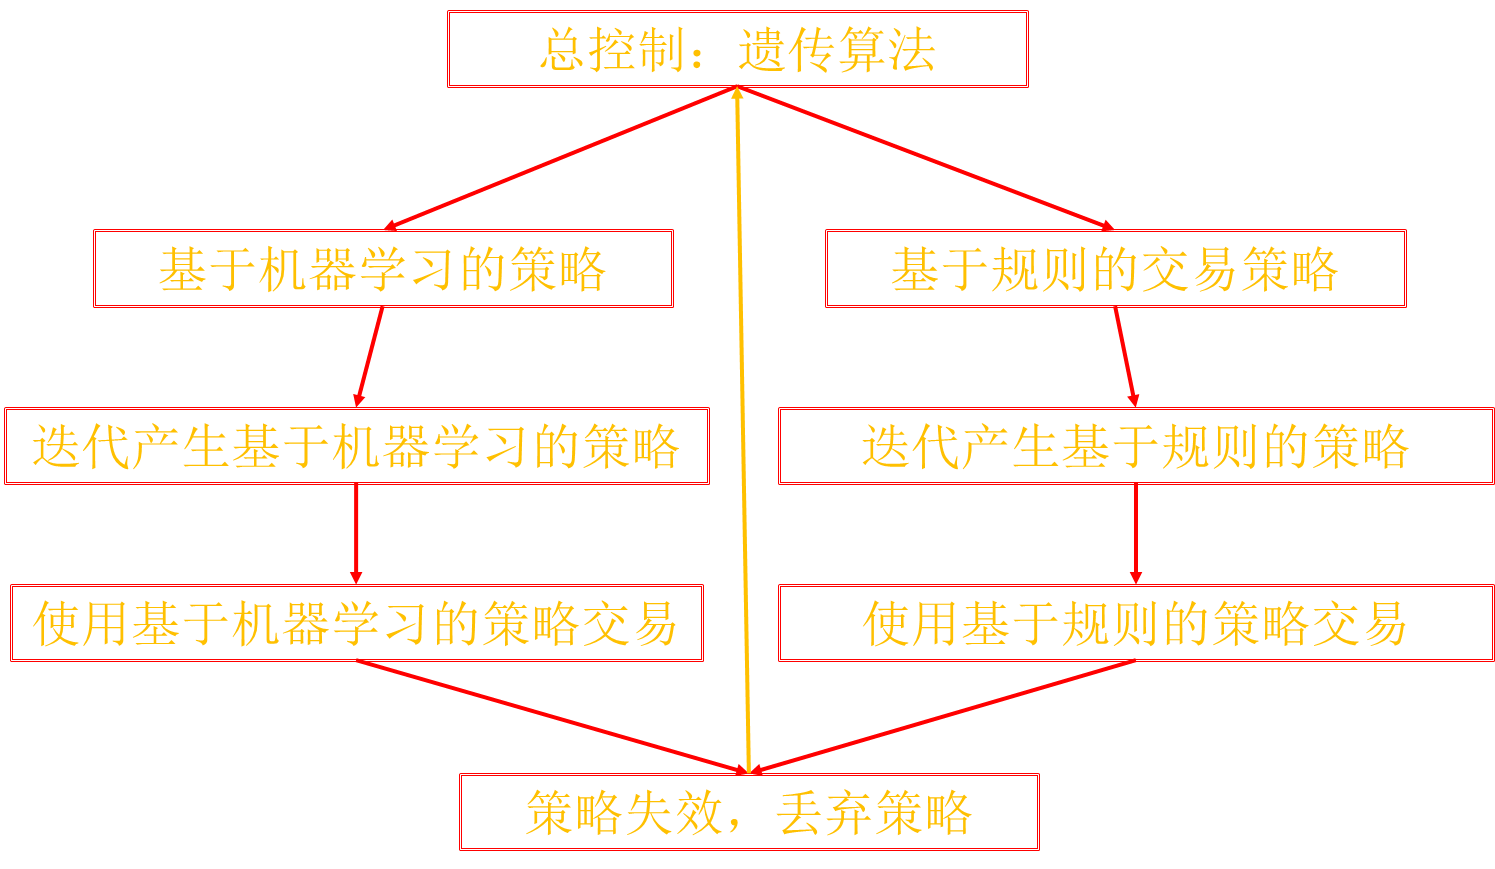 总控制：遗传算法
基于机器学习的策略
基于规则的交易策略
迭代产生基于机器学习的策略
迭代产生基于规则的策略
使用基于机器学习的策略交易
使用基于规则的策略交易
策略失效，丢弃策略